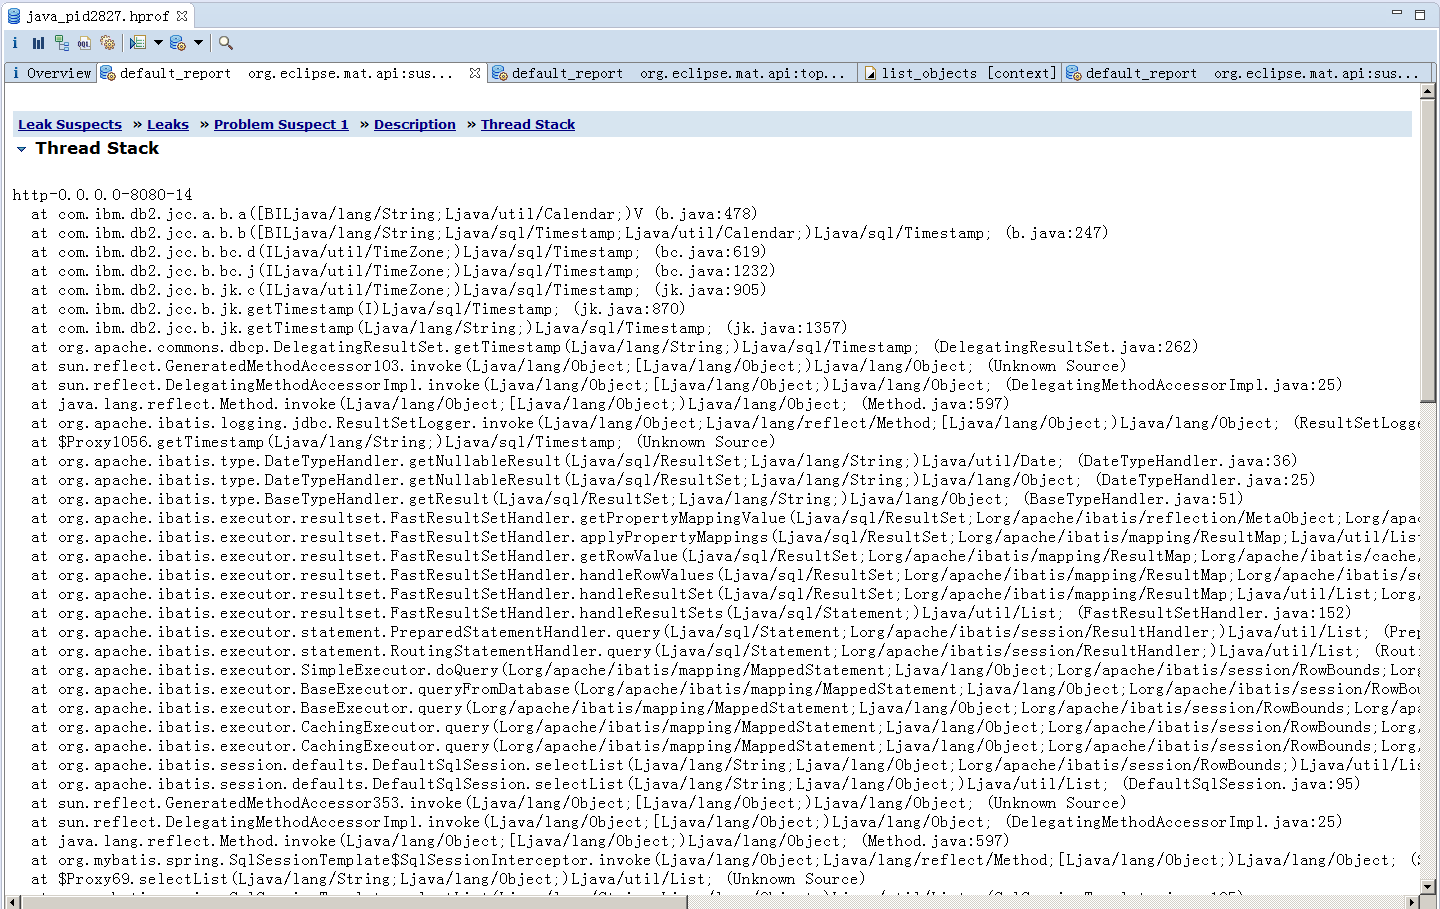 java_pid2827.hprof
Overview default_report org.eclipse.mat.api:sus... default_report org.eclipse.mat.api:top... list_objects [context] default_report org.eclipse.mat.api:sus...
Leak Suspects » Leaks » Problem Suspect 1 » Description » Thread Stack
Thread Stack
http-0.0.0.0-8080-14
at com.ibm.db2.jcc.a.b.a([BILjava/lang/String;Ljava/util/Calendar;)V (b.java:478)
at com.ibm.db2.jcc.a.b.b([BILjava/lang/String;Ljava/sql/Timestamp;Ljava/util/Calendar;)Ljava/sql/Timestamp; (b.java:247)
at com.ibm.db2.jcc.b.bc.d(ILjava/util/TimeZone;)Ljava/sql/Timestamp; (bc.java:619)
at com.ibm.db2.jcc.b.bc.j(ILjava/util/TimeZone;)Ljava/sql/Timestamp; (bc.java:1232)
at com.ibm.db2.jcc.b.jk.c(ILjava/util/TimeZone;)Ljava/sql/Timestamp; (jk.java:905)
at com.ibm.db2.jcc.b.jk.getTimestamp(I)Ljava/sql/Timestamp; (jk.java:870)
at com.ibm.db2.jcc.b.jk.getTimestamp(Ljava/lang/String;)Ljava/sql/Timestamp; (jk.java:1357)
at org.apache.commons.dbcp.DelegatingResultSet.getTimestamp(Ljava/lang/String;)Ljava/sql/Timestamp; (DelegatingResultSet.java:262)
at sun.reflect.GeneratedMethodAccessor103.invoke(Ljava/lang/Object;[Ljava/lang/Object;)Ljava/lang/Object; (Unknown Source)
at sun.reflect.DelegatingMethodAccessorImpl.invoke(Ljava/lang/Object;[Ljava/lang/Object;)Ljava/lang/Object; (DelegatingMethodAccessorImpl.java:25)
at java.lang.reflect.Method.invoke(Ljava/lang/Object;[Ljava/lang/Object;)Ljava/lang/Object; (Method.java:597)
at org.apache.ibatis.logging.jdbc.ResultSetLogger.invoke(Ljava/lang/Object;Ljava/lang/reflect/Method;[Ljava/lang/Object;)Ljava/lang/Object; (ResultSetLogge
at $Proxy1056.getTimestamp(Ljava/lang/String;)Ljava/sql/Timestamp; (Unknown Source)
at org.apache.ibatis.type.DateTypeHandler.getNullableResult(Ljava/sql/ResultSet;Ljava/lang/String;)Ljava/util/Date; (DateTypeHandler.java:36)
at org.apache.ibatis.type.DateTypeHandler.getNullableResult(Ljava/sql/ResultSet;Ljava/lang/String;)Ljava/lang/Object; (DateTypeHandler.java:25)
at org.apache.ibatis.type.BaseTypeHandler.getResult(Ljava/sql/ResultSet;Ljava/lang/String;)Ljava/lang/Object; (BaseTypeHandler.java:51)
at org.apache.ibatis.executor.resultset.FastResultSetHandler.getPropertyMappingValue(Ljava/sql/ResultSet;Lorg/apache/ibatis/reflection/MetaObject;Lorg/apac
at org.apache.ibatis.executor.resultset.FastResultSetHandler.applyPropertyMappings(Ljava/sql/ResultSet;Lorg/apache/ibatis/mapping/ResultMap;Ljava/util/List
at org.apache.ibatis.executor.resultset.FastResultSetHandler.getRowValue(Ljava/sql/ResultSet;Lorg/apache/ibatis/mapping/ResultMap;Lorg/apache/ibatis/cache/
at org.apache.ibatis.executor.resultset.FastResultSetHandler.handleRowValues(Ljava/sql/ResultSet;Lorg/apache/ibatis/mapping/ResultMap;Lorg/apache/ibatis/se
at org.apache.ibatis.executor.resultset.FastResultSetHandler.handleResultSet(Ljava/sql/ResultSet;Lorg/apache/ibatis/mapping/ResultMap;Ljava/util/List;Lorg/
at org.apache.ibatis.executor.resultset.FastResultSetHandler.handleResultSets(Ljava/sql/Statement;)Ljava/util/List; (FastResultSetHandler.java:152)
at org.apache.ibatis.executor.statement.PreparedStatementHandler.query(Ljava/sql/Statement;Lorg/apache/ibatis/session/ResultHandler;)Ljava/util/List; (Prep
at org.apache.ibatis.executor.statement.RoutingStatementHandler.query(Ljava/sql/Statement;Lorg/apache/ibatis/session/ResultHandler;)Ljava/util/List; (Routi
at org.apache.ibatis.executor.SimpleExecutor.doQuery(Lorg/apache/ibatis/mapping/MappedStatement;Ljava/lang/Object;Lorg/apache/ibatis/session/RowBounds;Lorg
at org.apache.ibatis.executor.BaseExecutor.queryFromDatabase(Lorg/apache/ibatis/mapping/MappedStatement;Ljava/lang/Object;Lorg/apache/ibatis/session/RowBou
at org.apache.ibatis.executor.BaseExecutor.query(Lorg/apache/ibatis/mapping/MappedStatement;Ljava/lang/Object;Lorg/apache/ibatis/session/RowBounds;Lorg/apa
at org.apache.ibatis.executor.CachingExecutor.query(Lorg/apache/ibatis/mapping/MappedStatement;Ljava/lang/Object;Lorg/apache/ibatis/session/RowBounds;Lorg/
at org.apache.ibatis.executor.CachingExecutor.query(Lorg/apache/ibatis/mapping/MappedStatement;Ljava/lang/Object;Lorg/apache/ibatis/session/RowBounds;Lorg/
at org.apache.ibatis.session.defaults.DefaultSqlSession.selectList(Ljava/lang/String;Ljava/lang/Object;Lorg/apache/ibatis/session/RowBounds;)Ljava/util/Lis
at org.apache.ibatis.session.defaults.DefaultSqlSession.selectList(Ljava/lang/String;Ljava/lang/Object;)Ljava/util/List; (DefaultSqlSession.java:95)
at sun.reflect.GeneratedMethodAccessor353.invoke(Ljava/lang/Object;[Ljava/lang/Object;)Ljava/lang/Object; (Unknown Source)
at sun.reflect.DelegatingMethodAccessorImpl.invoke(Ljava/lang/Object;[Ljava/lang/Object;)Ljava/lang/Object; (DelegatingMethodAccessorImpl.java:25)
at java.lang.reflect.Method.invoke(Ljava/lang/Object;[Ljava/lang/Object;)Ljava/lang/Object; (Method.java:597)
at org.mybatis.spring.SqlSessionTemplate$SqlSessionInterceptor.invoke(Ljava/lang/Object;Ljava/lang/reflect/Method;[Ljava/lang/Object;)Ljava/lang/Object; (S
at $Proxy69.selectList(Ljava/lang/String;Ljava/lang/Object;)Ljava/util/List; (Unknown Source)